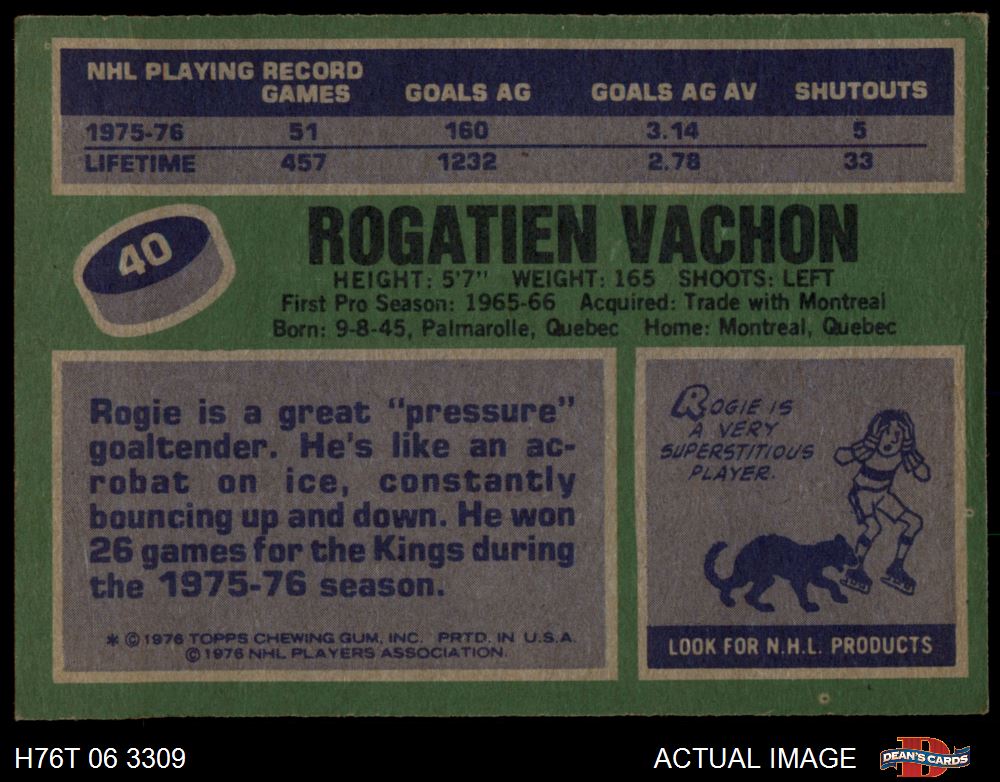 NHL PLAYING RECORD
GAMES GOALS AG GOALS AG AV SHUTOUTS
1975-76 51 160 3.14 5
LIFETIME 457 1232 2.78 33
40
ROGATIEN VACHON
HEIGHT: 5'7" WEIGHT: 165 SHOOTS: LEFT
First Pro Season: 1965-66 Acquired: Trade with Montreal
Born: 9-8-45, Palmarolle, Quebec Home: Montreal, Quebec
Rogie is a great "pressure"
goaltender. He's like an ac-
robat on ice, constantly
bouncing up and down. He won
26 games for the Kings during
the 1975-76 season.
* © 1976 TOPPS CHEWING GUM, INC. PRTD. IN U.S.A.
© 1976 NHL PLAYERS ASSOCIATION.
ROGIE IS
A VERY
SUPERSTITIOUS
PLAYER.
LOOK FOR N.H.L. PRODUCTS
H76T 06 3309 ACTUAL IMAGE DEAN'S CARDS